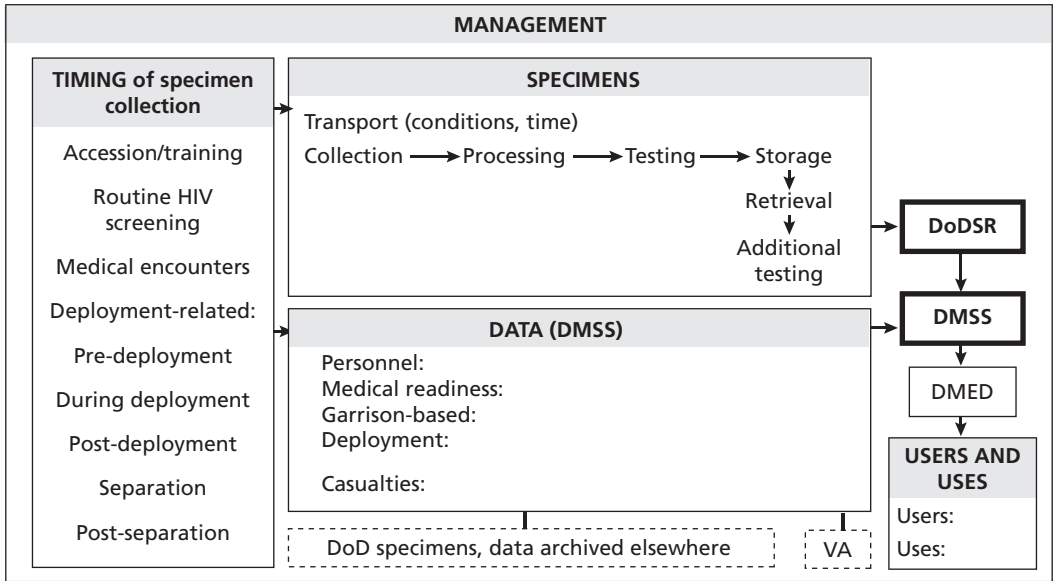 MANAGEMENT
TIMING of specimen
collection
Accession/training
Routine HIV
screening
Medical encounters
Deployment-related:
Pre-deployment
During deployment
Post-deployment
Separation
Post-separation
SPECIMENS
Transport (conditions, time)
Collection Processing Testing Storage
Retrieval
Additional
testing
DATA (DMSS)
Personnel:
Medical readiness:
Garrison-based:
Deployment:
Casualties:
DoD specimens, data archived elsewhere
VA
DoDSR
DMSS
DMED
USERS AND
USES
Users:
Uses: